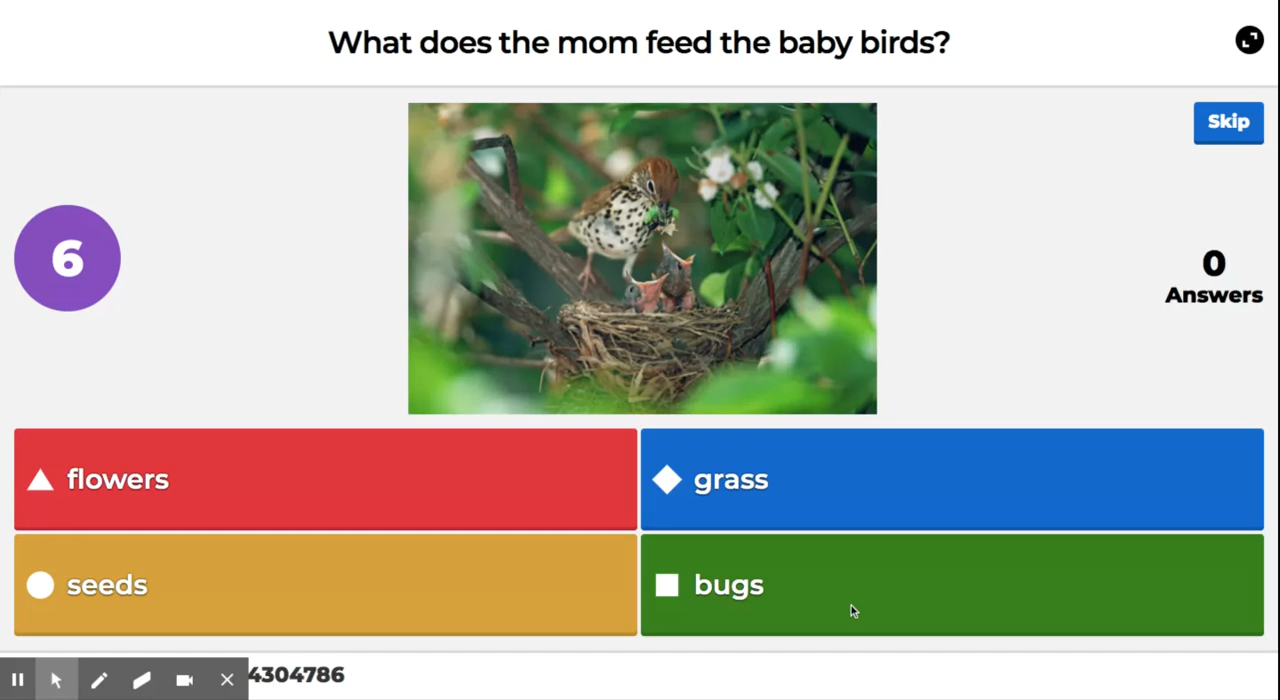 What does the mom feed the baby birds?
Skip
6
0
Answers
flowers
grass
seeds
bugs
4304786